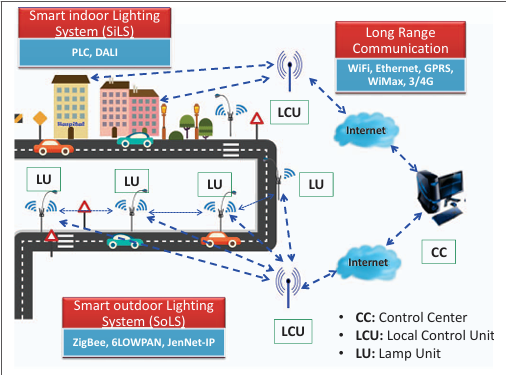 Smart indoor Lighting
System (SiLS)
PLC, DALI
Long Range
Communication
WiFi, Ethernet, GPRS,
WiMax, 3/4G
LCU
Internet
LU
LU
LU
LU
CC
Internet
Smart outdoor Lighting
System (SoLS)
ZigBee, 6LOWPAN, JenNet-IP
LCU
• CC: Control Center
• LCU: Local Control Unit
• LU: Lamp Unit